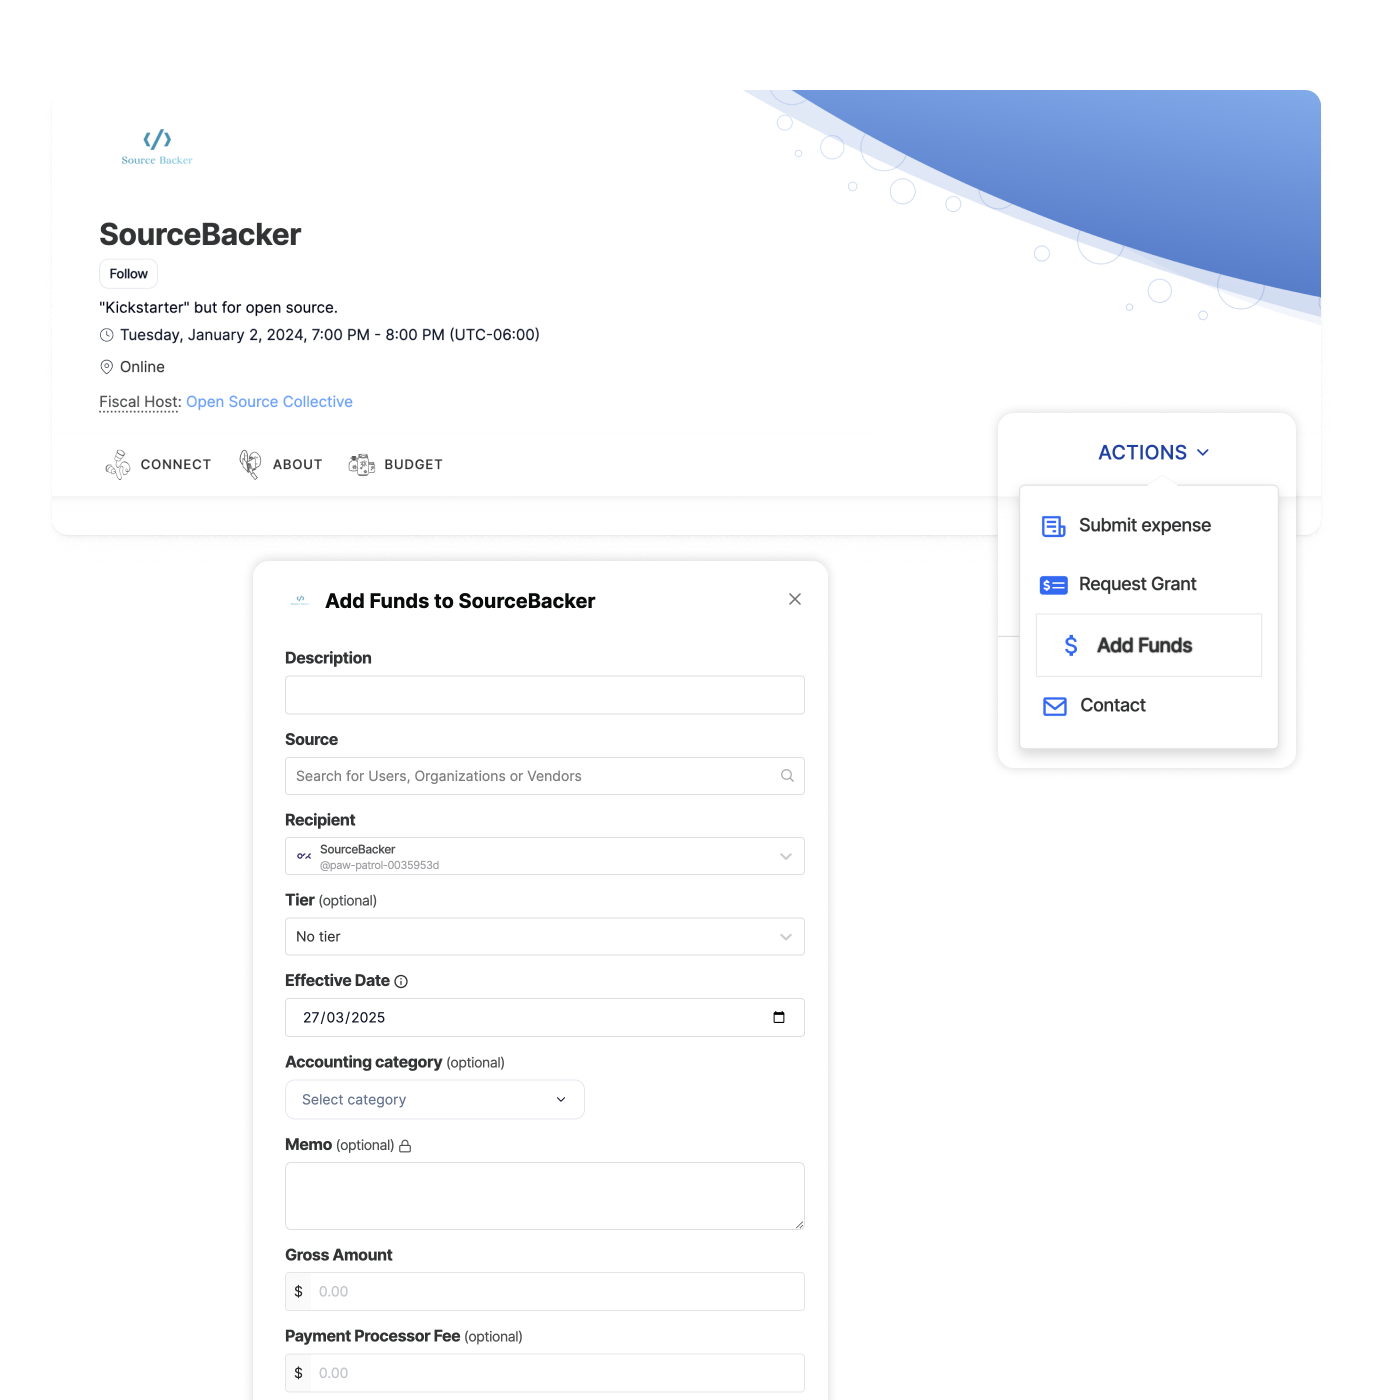 </>
Source Backer
SourceBacker
Follow
"Kickstarter" but for open source.
Tuesday, January 2, 2024, 7:00 PM - 8:00 PM (UTC-06:00)
Online
Fiscal Host: Open Source Collective
CONNECT ABOUT BUDGET
ACTIONS
Submit expense
Request Grant
Add Funds
Contact
Add Funds to SourceBacker
Description
Source
Search for Users, Organizations or Vendors
Recipient
SourceBacker
@paw-patrol-0035953d
Tier (optional)
No tier
Effective Date
27/03/2025
Accounting category (optional)
Select category
Memo (optional)
Gross Amount
$ 0.00
Payment Processor Fee (optional)
$ 0.00